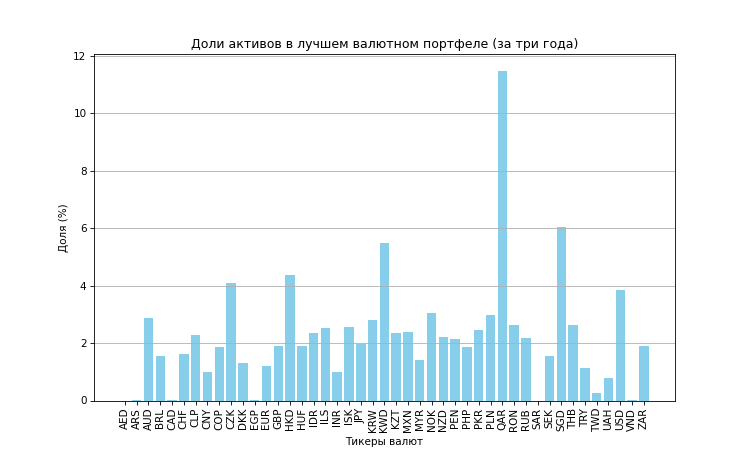 Доли активов в лучшем валютном портфеле (за три года)
12
10
8
6
4
2
0
Доля (%)
AED ARS AUD BRL CAD CHF CLP CNY COP CZK DKK EGP EUR GBP HKD HUF IDR ILS INR ISK JPY KRW KWD KZT MXN MYR NOK NZD PEN PHP PKR PLN QAR RON RUB SAR SEK SGD THB TRY TWD UAH USD VND ZAR
Тикеры валют